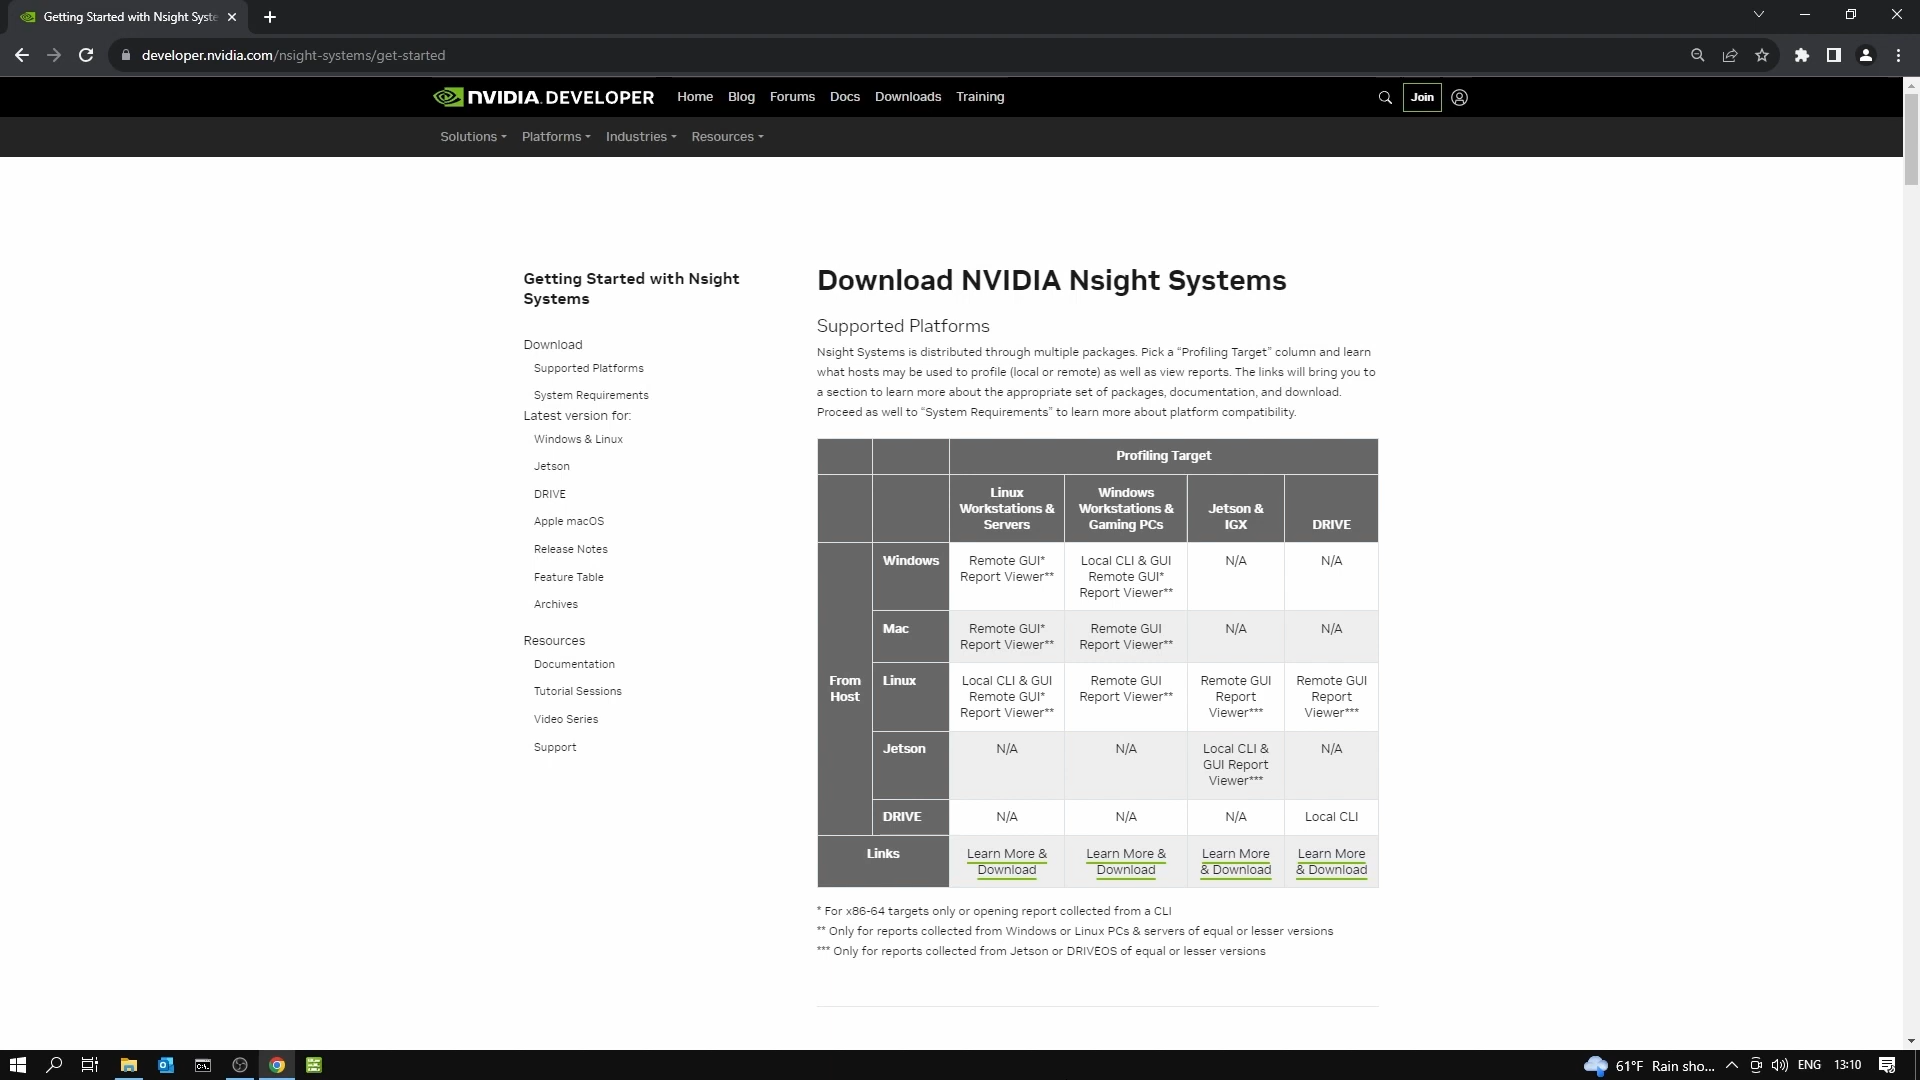 Getting Started with Nsight Syste
developer.nvidia.com/nsight-systems/get-started
NVIDIA DEVELOPER Home Blog Forums Docs Downloads Training Join
Solutions Platforms Industries Resources
Getting Started with Nsight
Systems
Download
Supported Platforms
System Requirements
Latest version for:
Windows & Linux
Jetson
DRIVE
Apple macOS
Release Notes
Feature Table
Archives
Resources
Documentation
Tutorial Sessions
Video Series
Support
Download NVIDIA Nsight Systems
Supported Platforms
Nsight Systems is distributed through multiple packages. Pick a “Profiling Target” column and learn
what hosts may be used to profile (local or remote) as well as view reports. The links will bring you to
a section to learn more about the appropriate set of packages, documentation, and download.
Proceed as well to “System Requirements” to learn more about platform compatibility.
Profiling Target
Linux
Workstations &
Servers
Windows
Workstations &
Gaming PCs
Jetson &
IGX
DRIVE
From
Host
Windows
Remote GUI*
Report Viewer**
Local CLI & GUI
Remote GUI*
Report Viewer**
N/A
N/A
Mac
Remote GUI*
Report Viewer**
Remote GUI
Report Viewer**
N/A
N/A
Linux
Local CLI & GUI
Remote GUI*
Report Viewer**
Remote GUI
Report Viewer**
Remote GUI
Report
Viewer***
Remote GUI
Report
Viewer***
Jetson
N/A
N/A
Local CLI &
GUI Report
Viewer***
N/A
DRIVE
N/A
N/A
N/A
Local CLI
Links
Learn More &
Download
Learn More &
Download
Learn More
& Download
Learn More
& Download
* For x86-64 targets only or opening report collected from a CLI
** Only for reports collected from Windows or Linux PCs & servers of equal or lesser versions
*** Only for reports collected from Jetson or DRIVEOS of equal or lesser versions
61°F Rain sho... ENG 13:10